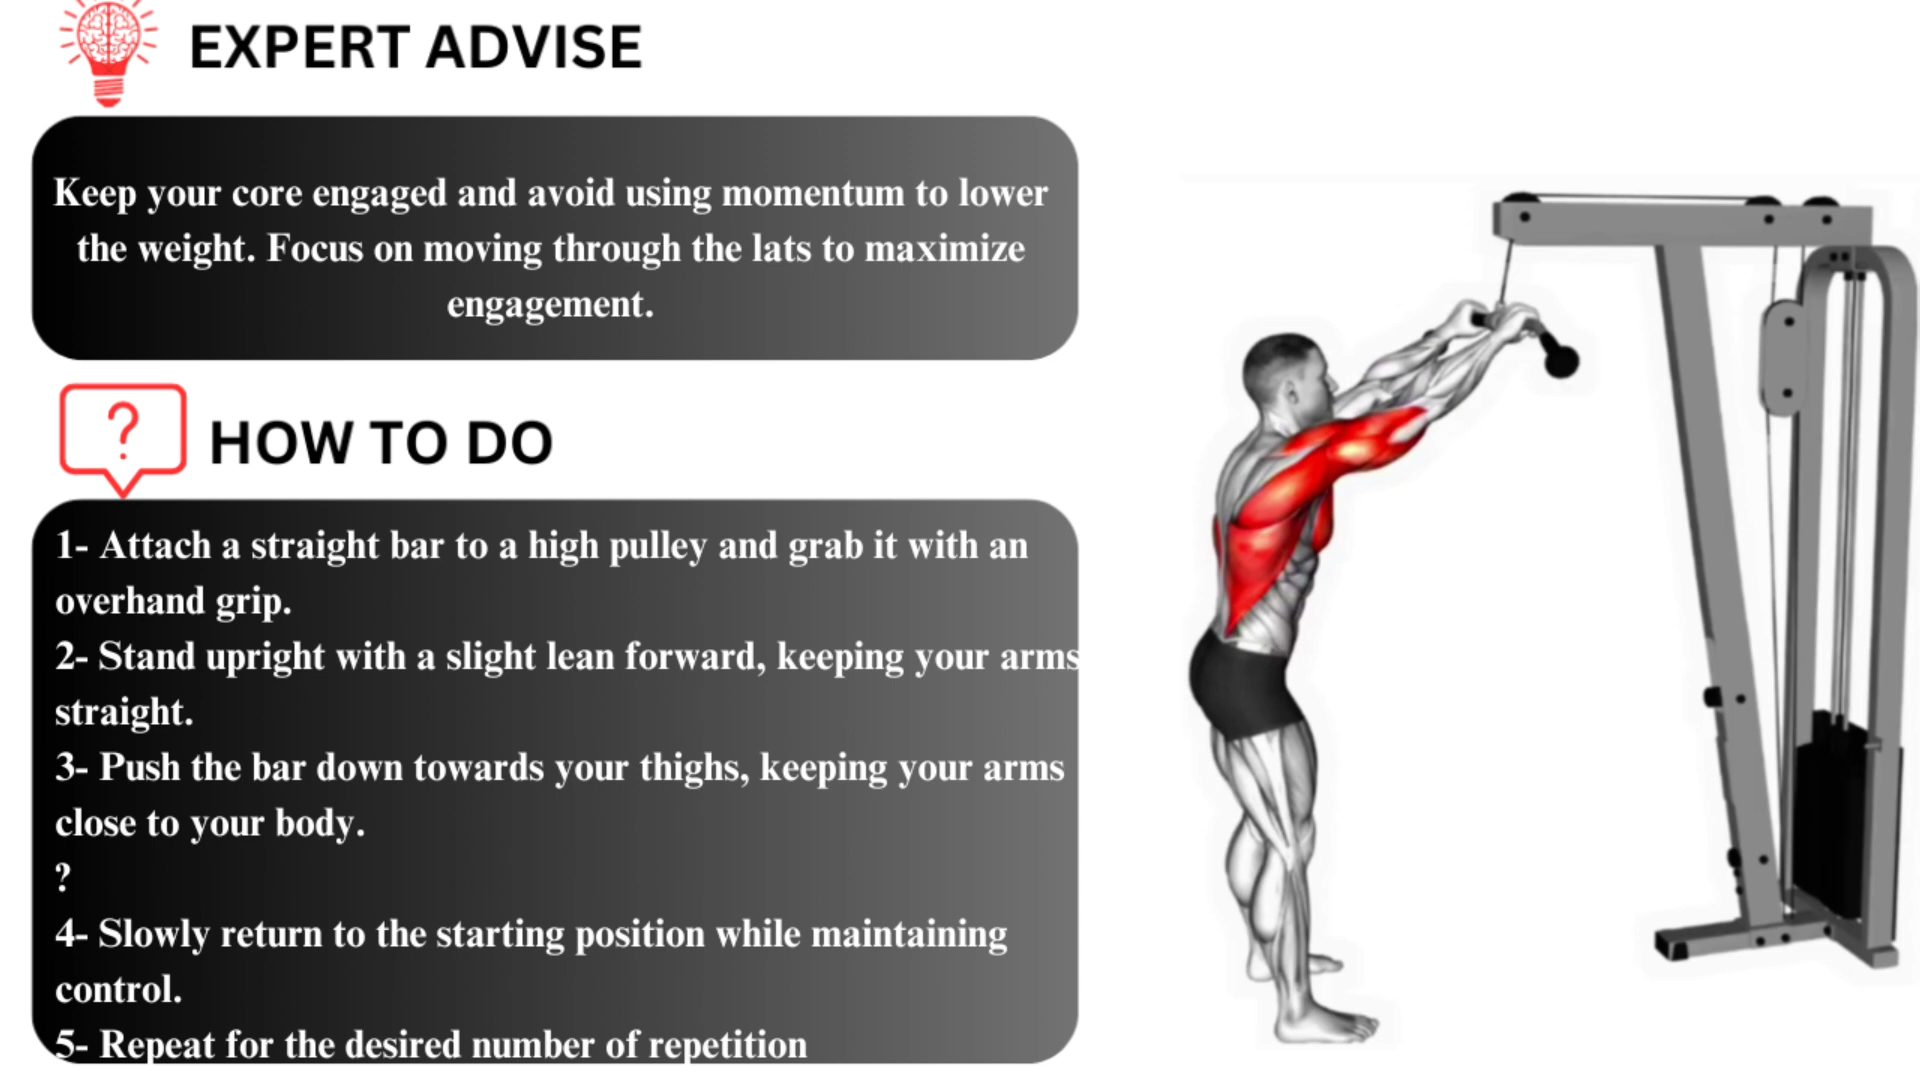 EXPERT ADVISE
Keep your core engaged and avoid using momentum to lower
the weight. Focus on moving through the lats to maximize
engagement.
?
HOW TO DO
1- Attach a straight bar to a high pulley and grab it with an
overhand grip.
2- Stand upright with a slight lean forward, keeping your arms
straight.
3- Push the bar down towards your thighs, keeping your arms
close to your body.
?
4- Slowly return to the starting position while maintaining
control.
5- Repeat for the desired number of repetition